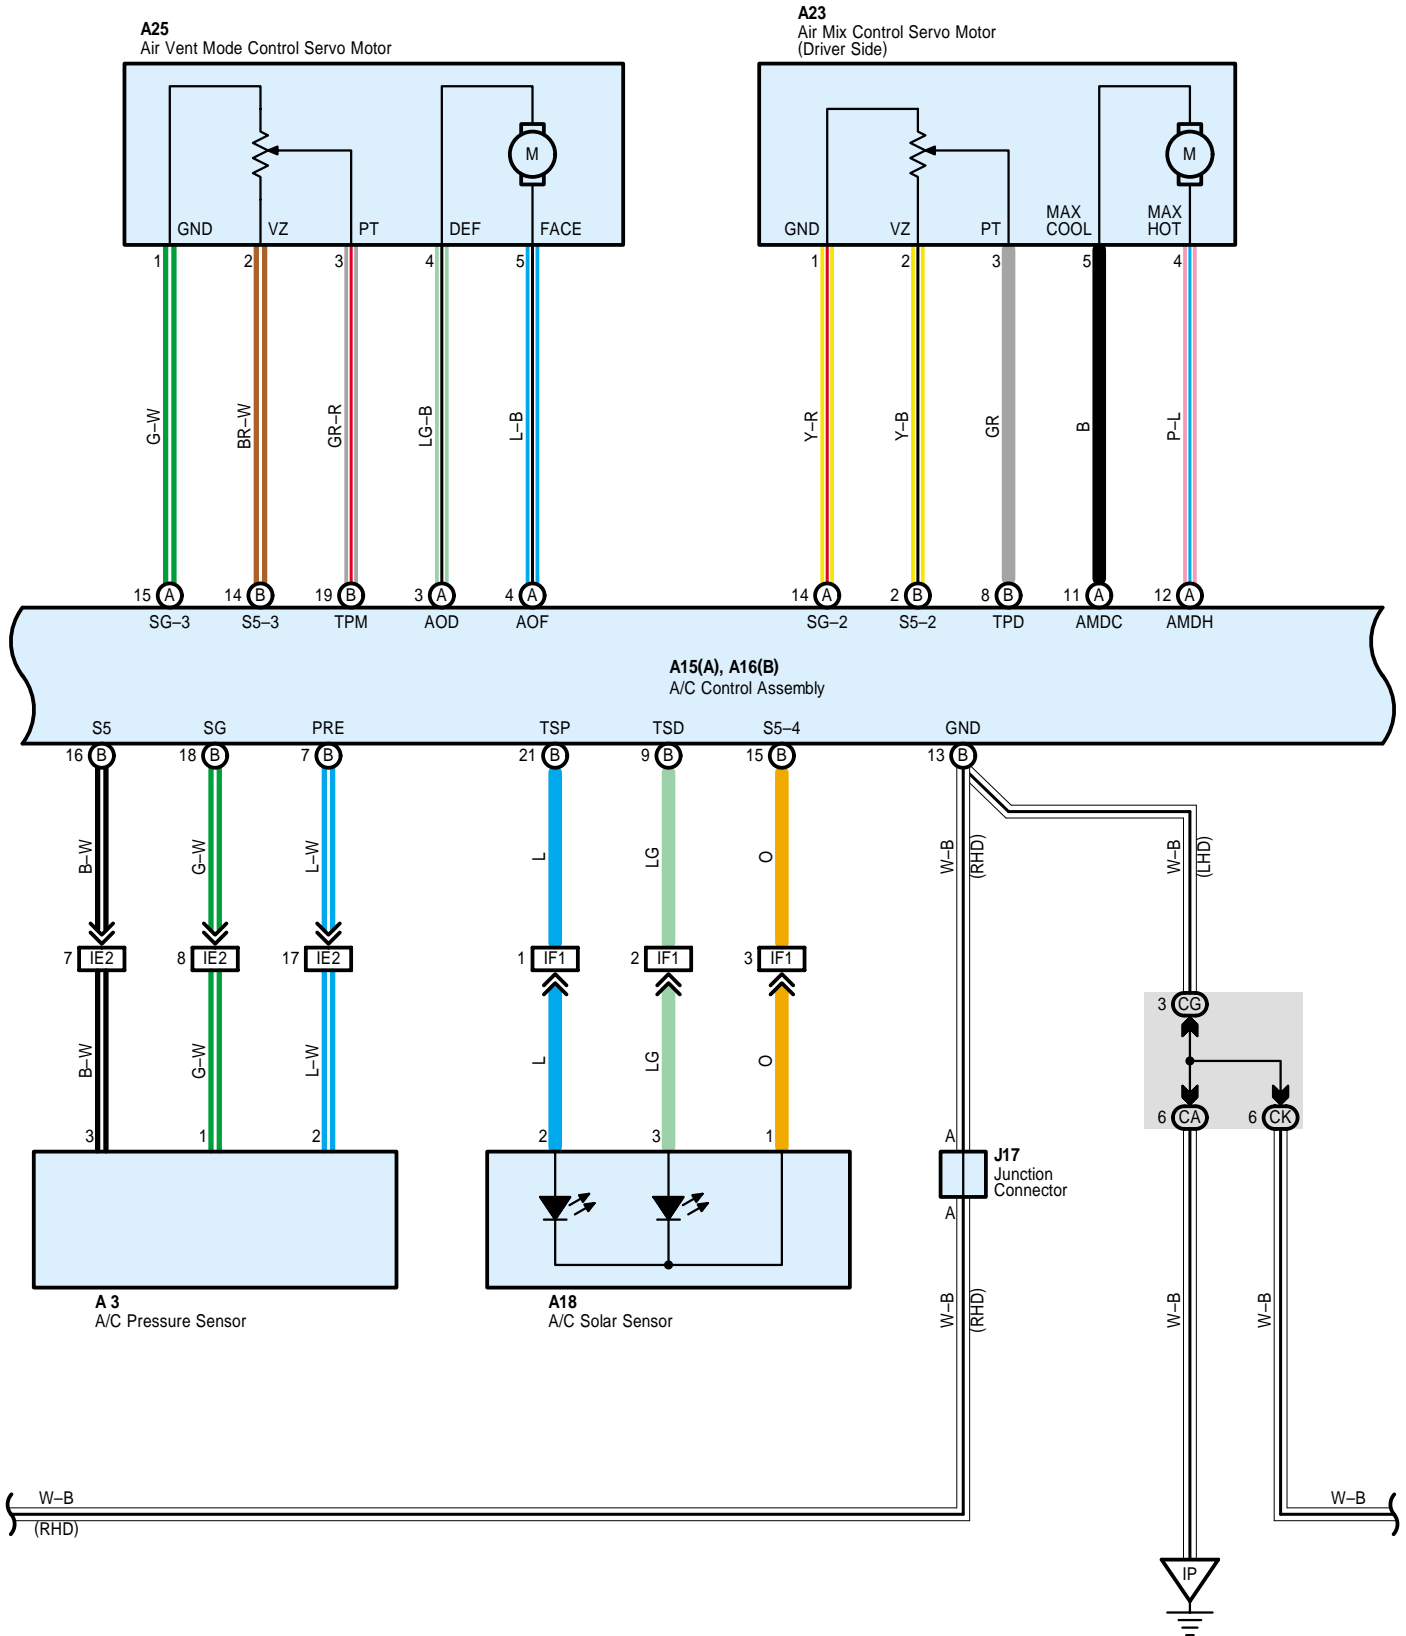 A25
Air Vent Mode Control Servo Motor
A23
Air Mix Control Servo Motor
(Driver Side)
M
M
GND
VZ
PT
DEF
FACE
GND
VZ
PT
MAX
COOL
MAX
HOT
1
2
3
4
5
1
2
3
5
4
G–W
BR–W
GR–R
LG–B
L–B
Y–R
Y–B
GR
B
P–L
15 A
14 B
19 B
3 A
4 A
14 A
2 B
8 B
11 A
12 A
SG–3
S5–3
TPM
AOD
AOF
SG–2
S5–2
TPD
AMDC
AMDH
A15(A), A16(B)
A/C Control Assembly
S5
SG
PRE
TSP
TSD
S5–4
GND
16 B
18 B
7 B
21 B
9 B
15 B
13 B
B–W
G–W
L–W
L
LG
O
W–B
(RHD)
W–B
(LHD)
7 IE2
8 IE2
17 IE2
1 IF1
2 IF1
3 IF1
3 CG
B–W
G–W
L–W
L
LG
O
6 CA
6 CK
3
1
2
2
3
1
A
J17
Junction
Connector
A
A 3
A/C Pressure Sensor
A18
A/C Solar Sensor
W–B
(RHD)
W–B
W–B
W–B
(RHD)
W–B
IP